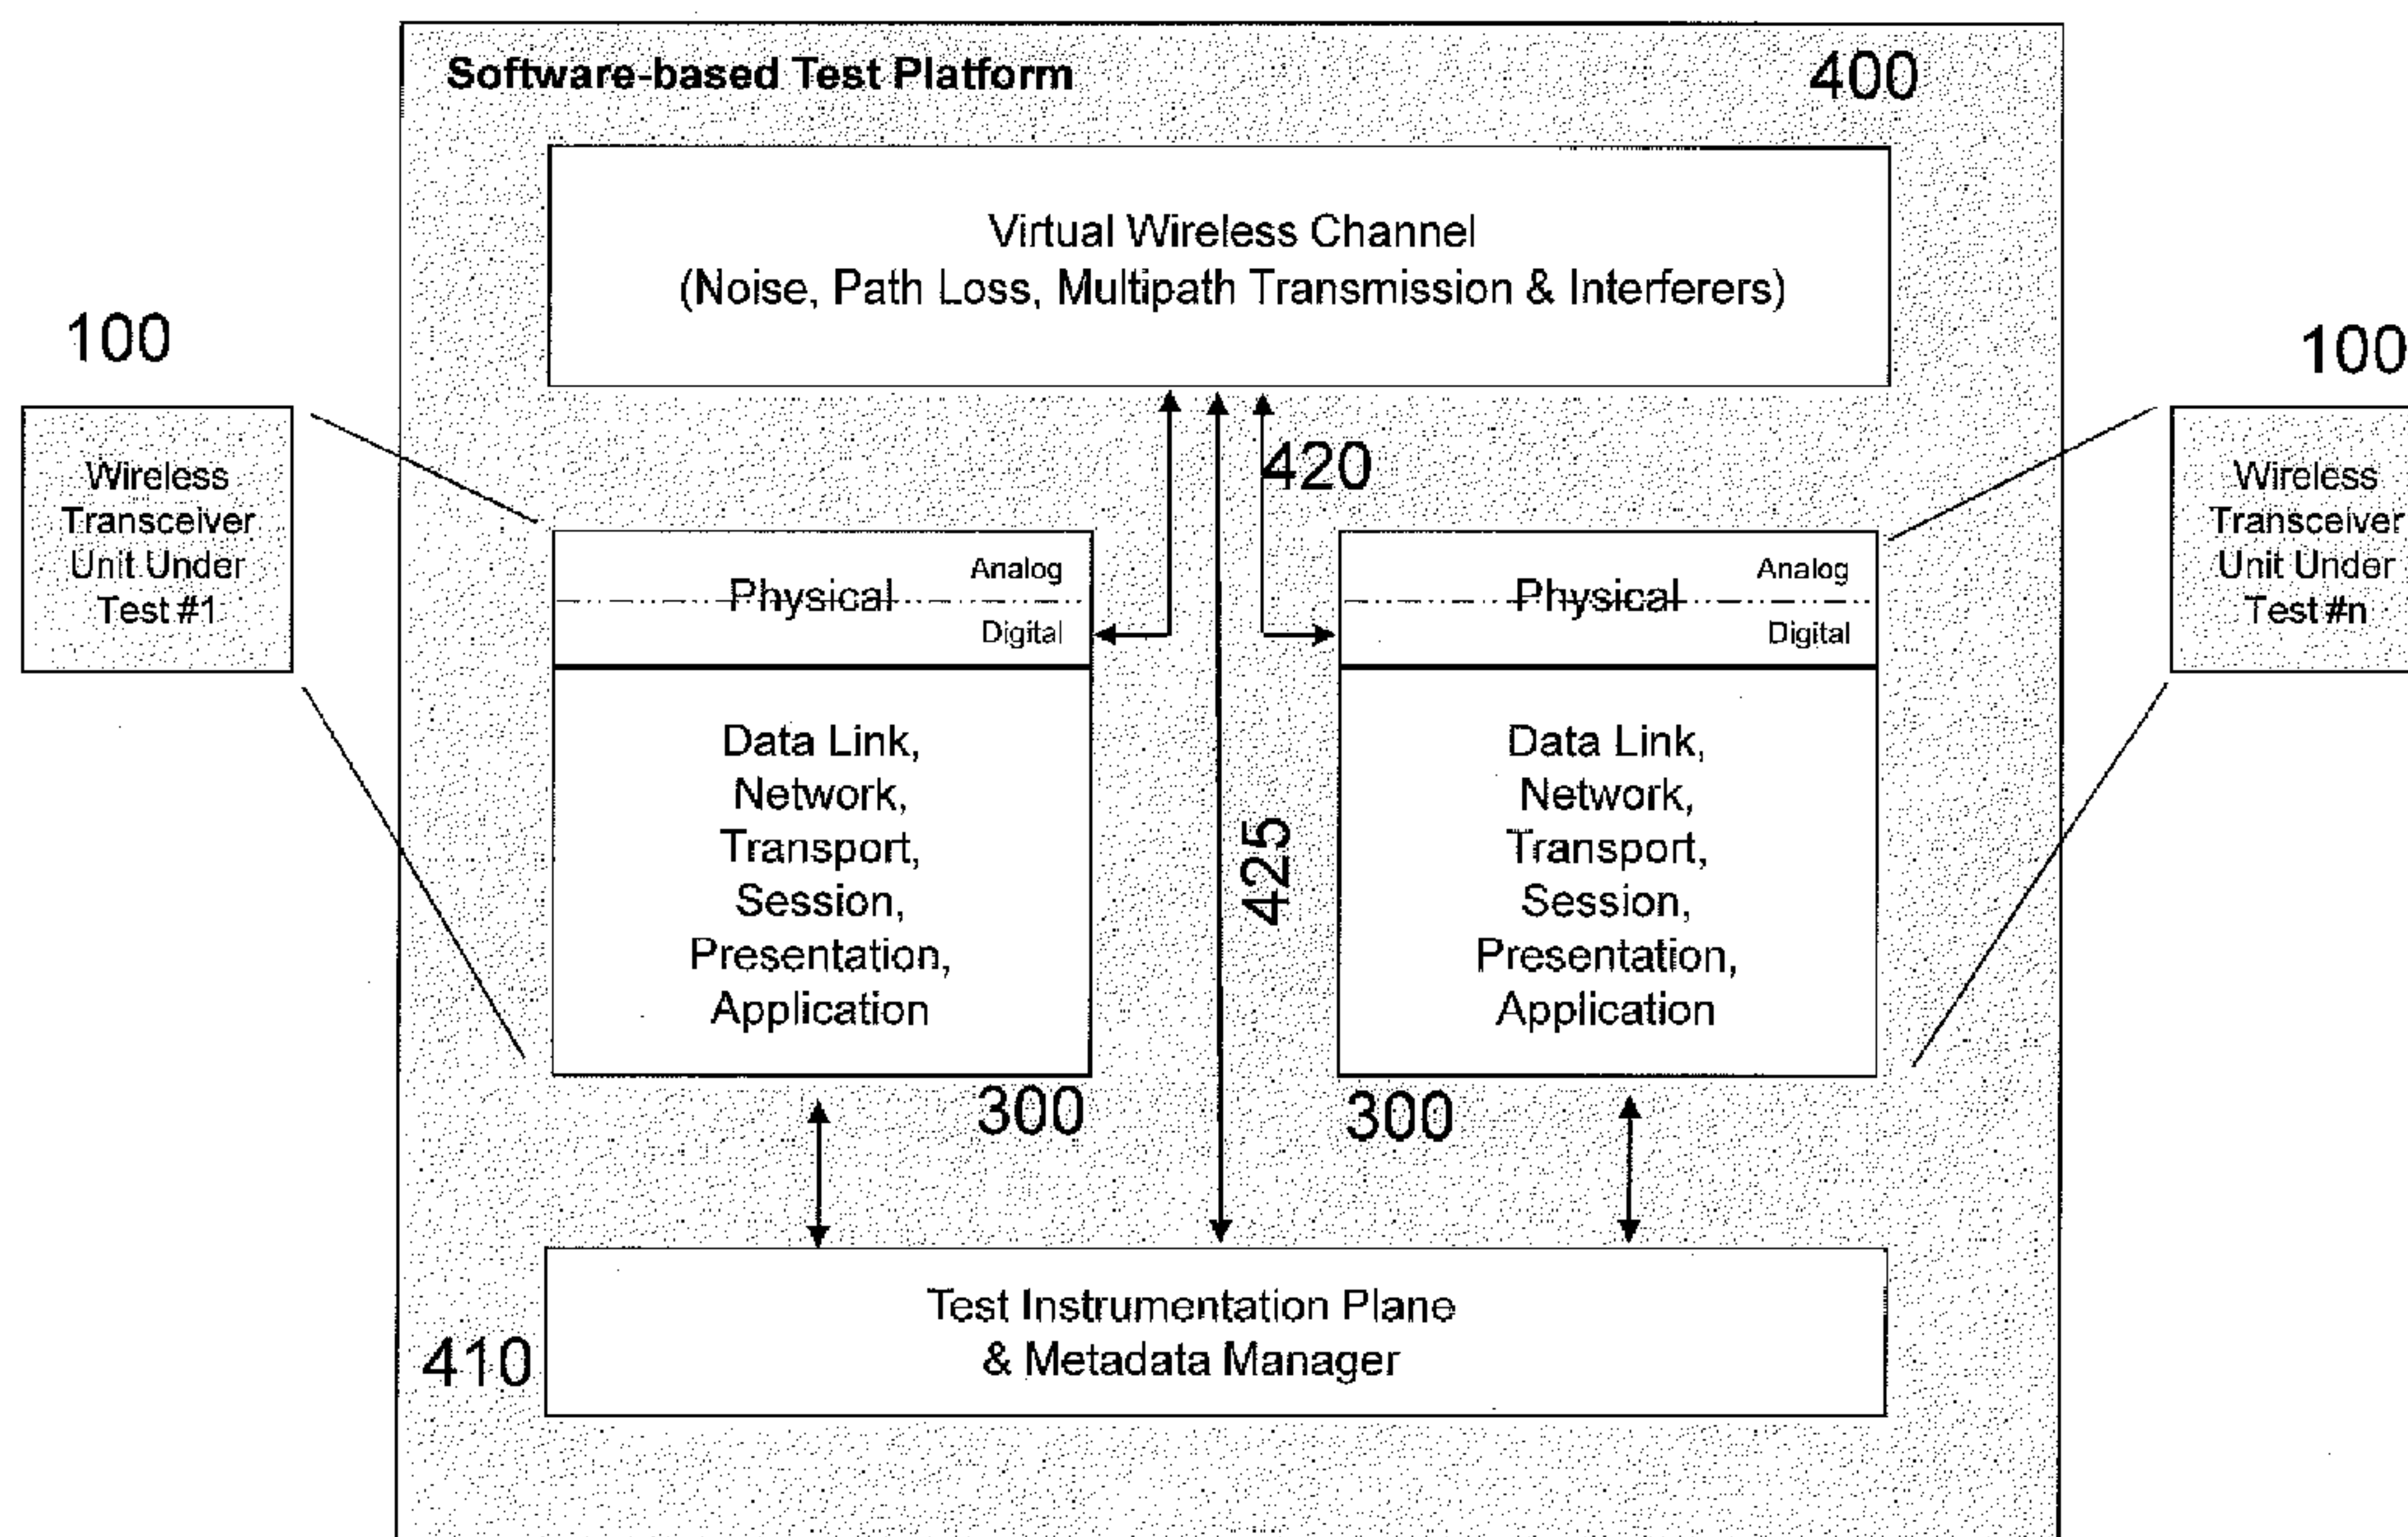 Software-based Test Platform
400
Virtual Wireless Channel
(Noise, Path Loss, Multipath Transmission & Interferers)
100
100
Wireless
Transceiver
Unit Under
Test #1
Wireless
Transceiver
Unit Under
Test #n
420
Physical
Analog
Digital
Physical
Analog
Digital
Data Link,
Network,
Transport,
Session,
Presentation,
Application
425
Data Link,
Network,
Transport,
Session,
Presentation,
Application
300
300
Test Instrumentation Plane
& Metadata Manager
410